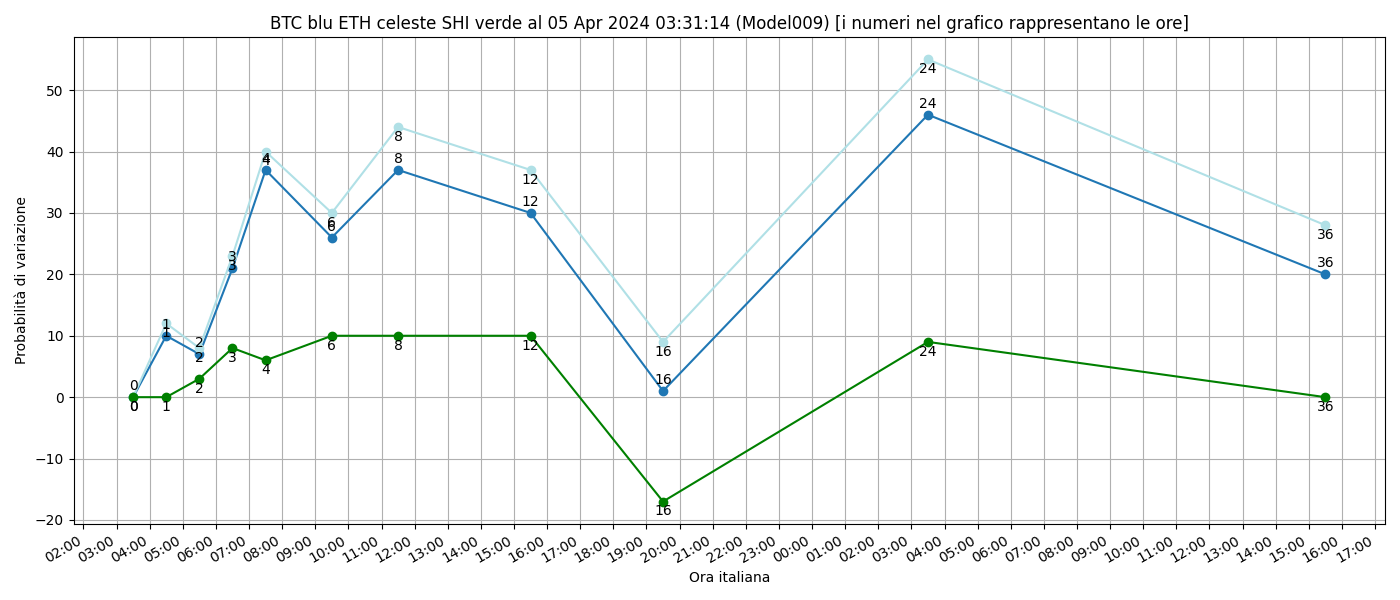 BTC blu ETH celeste SHI verde al 05 Apr 2024 03:31:14 (Model009) [i numeri nel grafico rappresentano le ore]
Probabilità di variazione
50
40
30
20
10
0
−10
−20
0 1 2 3 4 6 8 12 16 24 36
0 1 2 3 4 6 8 12 16 24 36
0 1 2 3 4 6 8 12 16 24 36
02:00 03:00 04:00 05:00 06:00 07:00 08:00 09:00 10:00 11:00 12:00 13:00 14:00 15:00 16:00 17:00 18:00 19:00 20:00 21:00 22:00 23:00 00:00 01:00 02:00 03:00 04:00 05:00 06:00 07:00 08:00 09:00 10:00 11:00 12:00 13:00 14:00 15:00 16:00 17:00
Ora italiana